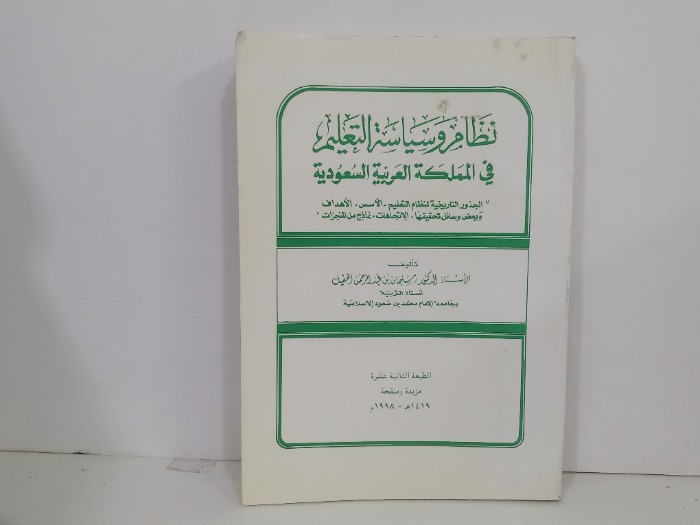 نظام وسياسة التعليم
في المملكة العربية السعودية
" الجذور التاريخية لنظام التعليم - الأسس . الأهداف
وبعض وسائل تحقيقها . الاتجاهات . نماذج من المنجزات "
تأليف
الأستاذ الدكتور / سليمان بن عبد الرحمن الحقيل
أستاذ التربية
بجامعة الإمام محمد بن سعود الإسلامية
الطبعة الثانية عشرة
مزيدة ومنقحة
١٤١٩هـ - ١٩٩٨م